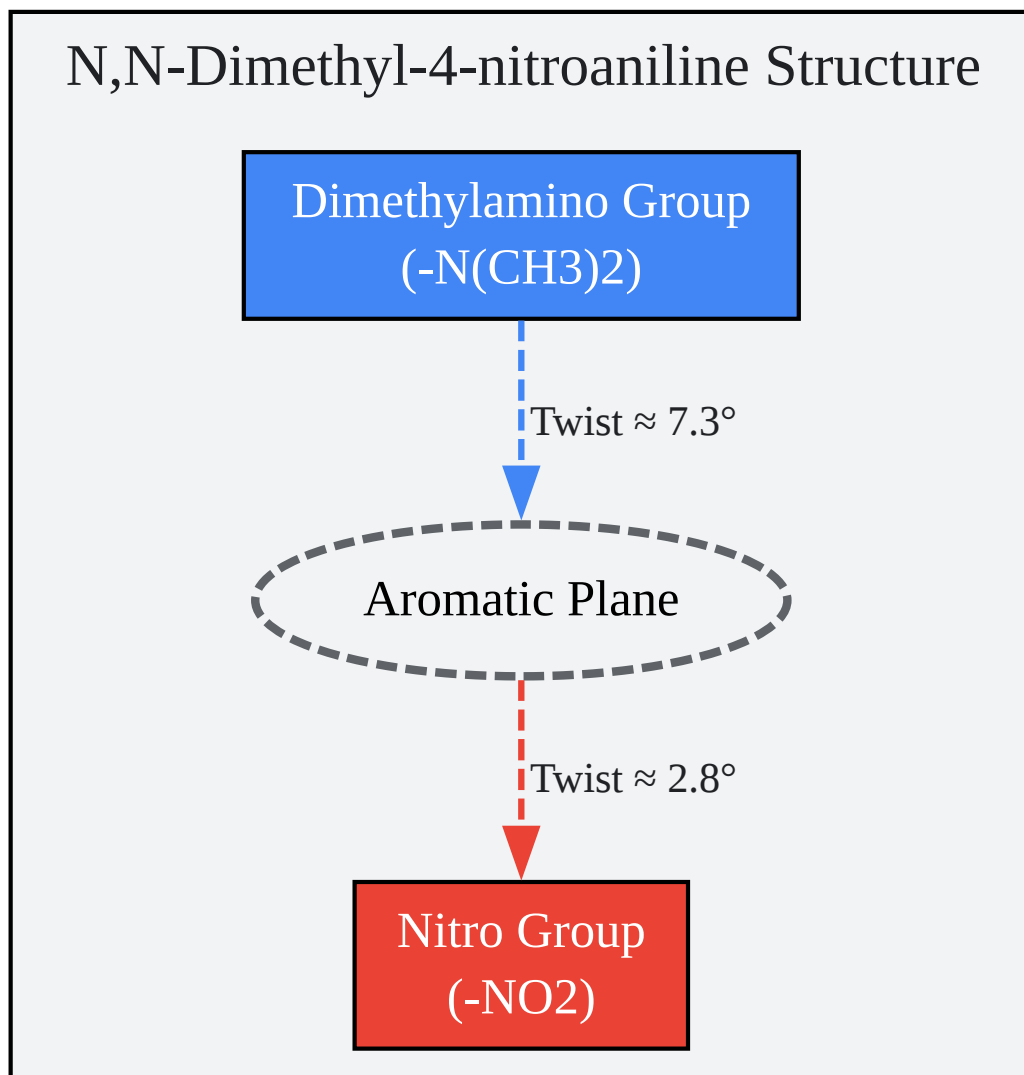 N,N-Dimethyl-4-nitroaniline Structure
Dimethylamino Group
(-N(CH3)2)
Twist ≈ 7.3°
Aromatic Plane
Twist ≈ 2.8°
Nitro Group
(-NO2)